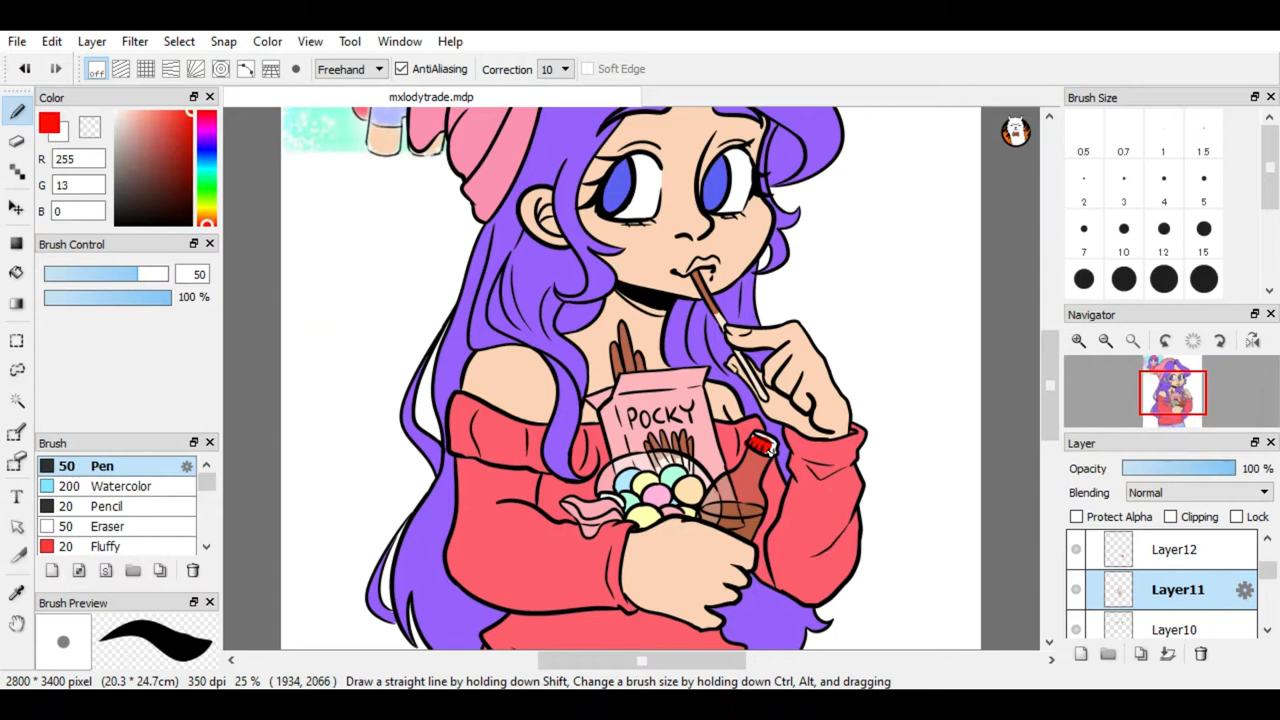 File Edit Layer Filter Select Snap Color View Tool Window Help
off Freehand AntiAliasing Correction 10 Soft Edge
Color
mxlodytrade.mdp
Brush Size
R 255
G 13
B 0
0.5 0.7 1 1.5
2 3 4 5
7 10 12 15
Brush Control
50
100 %
Navigator
POCKY
Brush
50 Pen
200 Watercolor
20 Pencil
50 Eraser
20 Fluffy
Layer
Opacity 100 %
Blending Normal
Protect Alpha Clipping Lock
Layer12
Layer11
Layer10
Brush Preview
2800 * 3400 pixel (20.3 * 24.7cm) 350 dpi 25 % ( 1934, 2066 ) Draw a straight line by holding down Shift, Change a brush size by holding down Ctrl, Alt, and dragging